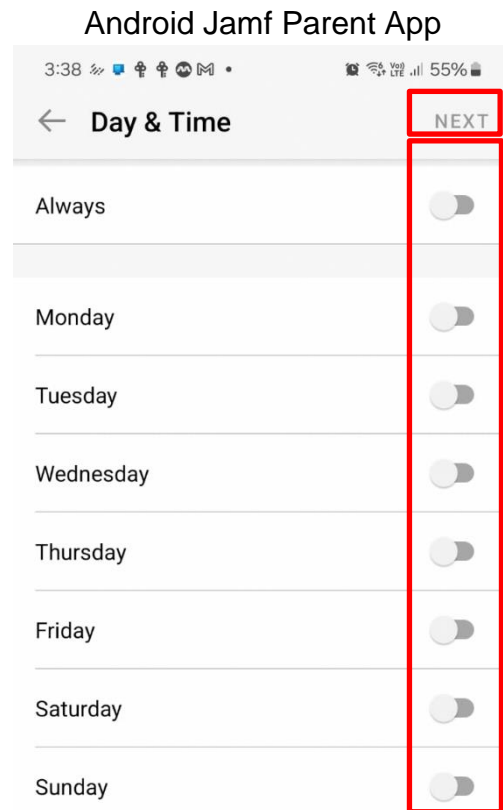 Android Jamf Parent App
3:38 55%
Day & Time NEXT
Always
Monday
Tuesday
Wednesday
Thursday
Friday
Saturday
Sunday